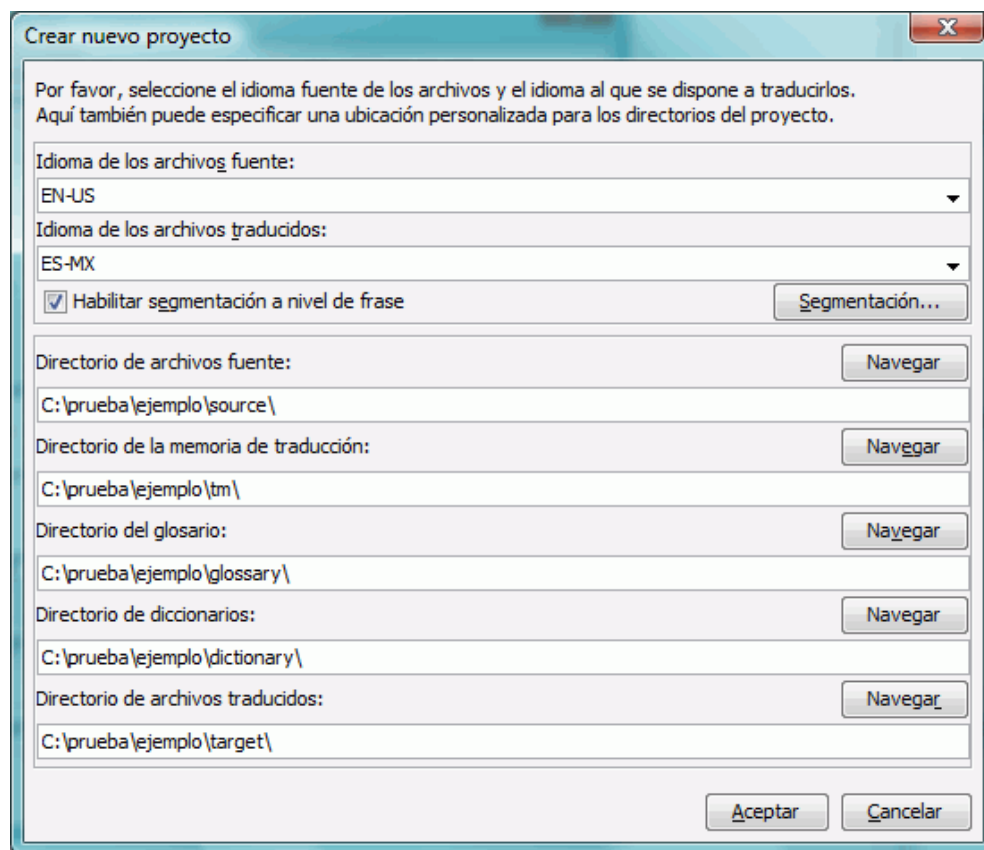 Crear nuevo proyecto
Por favor, seleccione el idioma fuente de los archivos y el idioma al que se dispone a traducirlos.
Aquí también puede especificar una ubicación personalizada para los directorios del proyecto.
Idioma de los archivos fuente:
EN-US
Idioma de los archivos traducidos:
ES-MX
Habilitar segmentación a nivel de frase
Segmentación...
Directorio de archivos fuente:
Navegar
C:\prueba\ejemplo\source\
Directorio de la memoria de traducción:
Navegar
C:\prueba\ejemplo\tm\
Directorio del glosario:
Navegar
C:\prueba\ejemplo\glossary\
Directorio de diccionarios:
Navegar
C:\prueba\ejemplo\dictionary\
Directorio de archivos traducidos:
Navegar
C:\prueba\ejemplo\target\
Aceptar
Cancelar